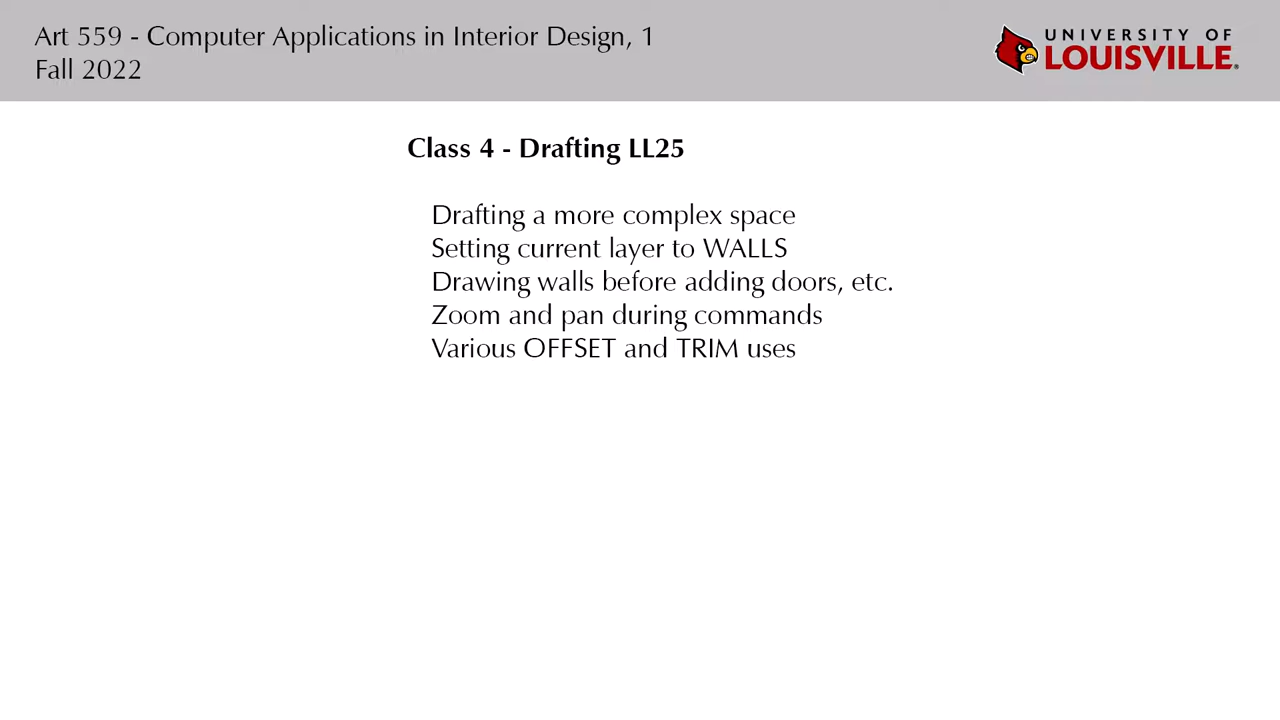 Art 559 - Computer Applications in Interior Design, 1
Fall 2022
UNIVERSITY OF
LOUISVILLE®
Class 4 - Drafting LL25
Drafting a more complex space
Setting current layer to WALLS
Drawing walls before adding doors, etc.
Zoom and pan during commands
Various OFFSET and TRIM uses